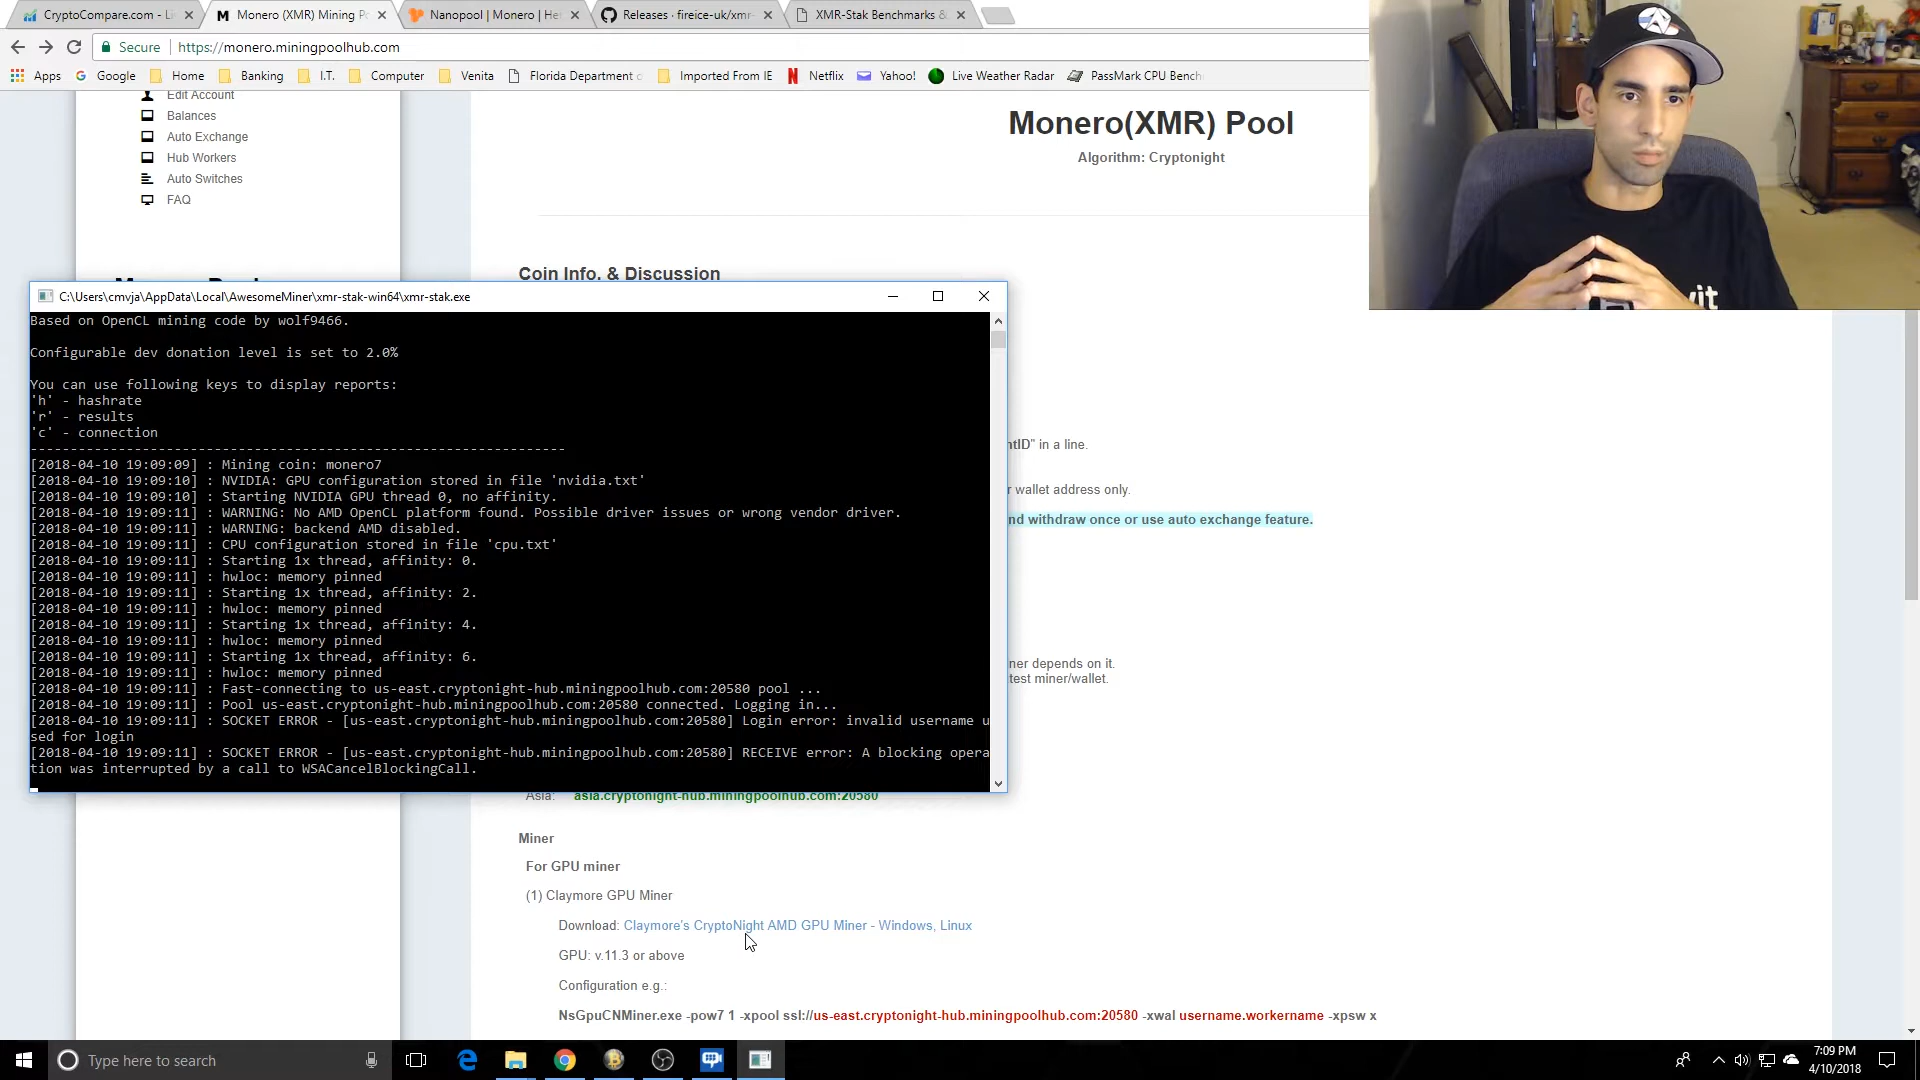 CryptoCompare.com - Li
Monero (XMR) Mining Po
Nanopool | Monero | He
Releases · fireice-uk/xmr-
XMR-Stak Benchmarks &
Secure
https://monero.miningpoolhub.com
Apps
Google
Home
Banking
I.T.
Computer
Venita
Florida Department o
Imported From IE
Netflix
Yahoo!
Live Weather Radar
PassMark CPU Bench
Edit Account
Balances
Auto Exchange
Hub Workers
Auto Switches
FAQ
Monero(XMR) Pool
Algorithm: Cryptonight
Coin Info. & Discussion
C:\Users\cmvja\AppData\Local\AwesomeMiner\xmr-stak-win64\xmr-stak.exe
Based on OpenCL mining code by wolf9466.
Configurable dev donation level is set to 2.0%
You can use following keys to display reports:
'h' - hashrate
'r' - results
'c' - connection
-------------------------------------------------------------------
[2018-04-10 19:09:09] : Mining coin: monero7
[2018-04-10 19:09:10] : NVIDIA: GPU configuration stored in file 'nvidia.txt'
[2018-04-10 19:09:10] : Starting NVIDIA GPU thread 0, no affinity.
[2018-04-10 19:09:11] : WARNING: No AMD OpenCL platform found. Possible driver issues or wrong vendor driver.
[2018-04-10 19:09:11] : WARNING: backend AMD disabled.
[2018-04-10 19:09:11] : CPU configuration stored in file 'cpu.txt'
[2018-04-10 19:09:11] : Starting 1x thread, affinity: 0.
[2018-04-10 19:09:11] : hwloc: memory pinned
[2018-04-10 19:09:11] : Starting 1x thread, affinity: 2.
[2018-04-10 19:09:11] : hwloc: memory pinned
[2018-04-10 19:09:11] : Starting 1x thread, affinity: 4.
[2018-04-10 19:09:11] : hwloc: memory pinned
[2018-04-10 19:09:11] : Starting 1x thread, affinity: 6.
[2018-04-10 19:09:11] : hwloc: memory pinned
[2018-04-10 19:09:11] : Fast-connecting to us-east.cryptonight-hub.miningpoolhub.com:20580 pool ...
[2018-04-10 19:09:11] : Pool us-east.cryptonight-hub.miningpoolhub.com:20580 connected. Logging in...
[2018-04-10 19:09:11] : SOCKET ERROR - [us-east.cryptonight-hub.miningpoolhub.com:20580] Login error: invalid username u
sed for login
[2018-04-10 19:09:11] : SOCKET ERROR - [us-east.cryptonight-hub.miningpoolhub.com:20580] RECEIVE error: A blocking opera
tion was interrupted by a call to WSACancelBlockingCall.
ntID" in a line.
r wallet address only.
nd withdraw once or use auto exchange feature.
ner depends on it.
test miner/wallet.
Asia: asia.cryptonight-hub.miningpoolhub.com:20580
Miner
For GPU miner
(1) Claymore GPU Miner
Download: Claymore's CryptoNight AMD GPU Miner - Windows, Linux
GPU: v.11.3 or above
Configuration e.g.:
NsGpuCNMiner.exe -pow7 1 -xpool ssl://us-east.cryptonight-hub.miningpoolhub.com:20580 -xwal username.workername -xpsw x
Type here to search
7:09 PM
4/10/2018